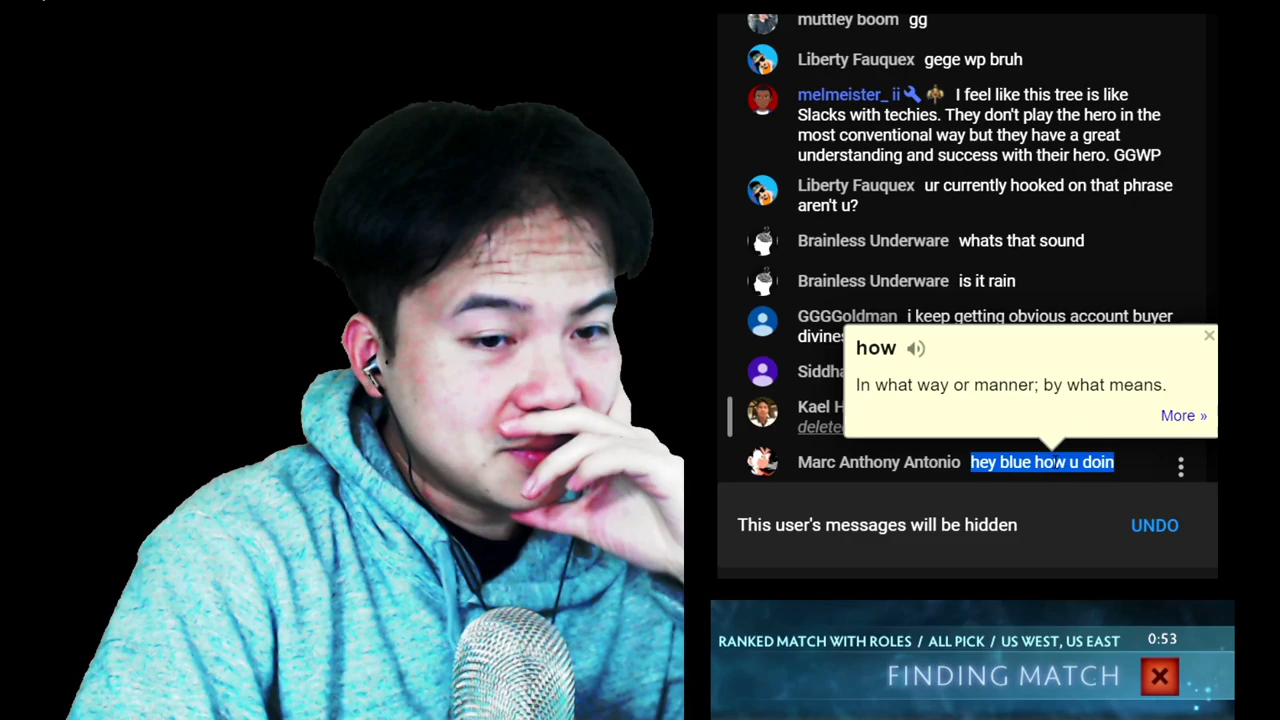 muttley boom gg
Liberty Fauquex gege wp bruh
melmeister_ ii I feel like this tree is like
Slacks with techies. They don't play the hero in the
most conventional way but they have a great
understanding and success with their hero. GGWP
Liberty Fauquex ur currently hooked on that phrase
aren't u?
Brainless Underware whats that sound
Brainless Underware is it rain
GGGGoldman i keep getting obvious account buyer
how
In what way or manner; by what means.
More »
Kael
Marc Anthony Antonio hey blue how u doin
This user's messages will be hidden UNDO
RANKED MATCH WITH ROLES / ALL PICK / US WEST, US EAST 0:53
FINDING MATCH